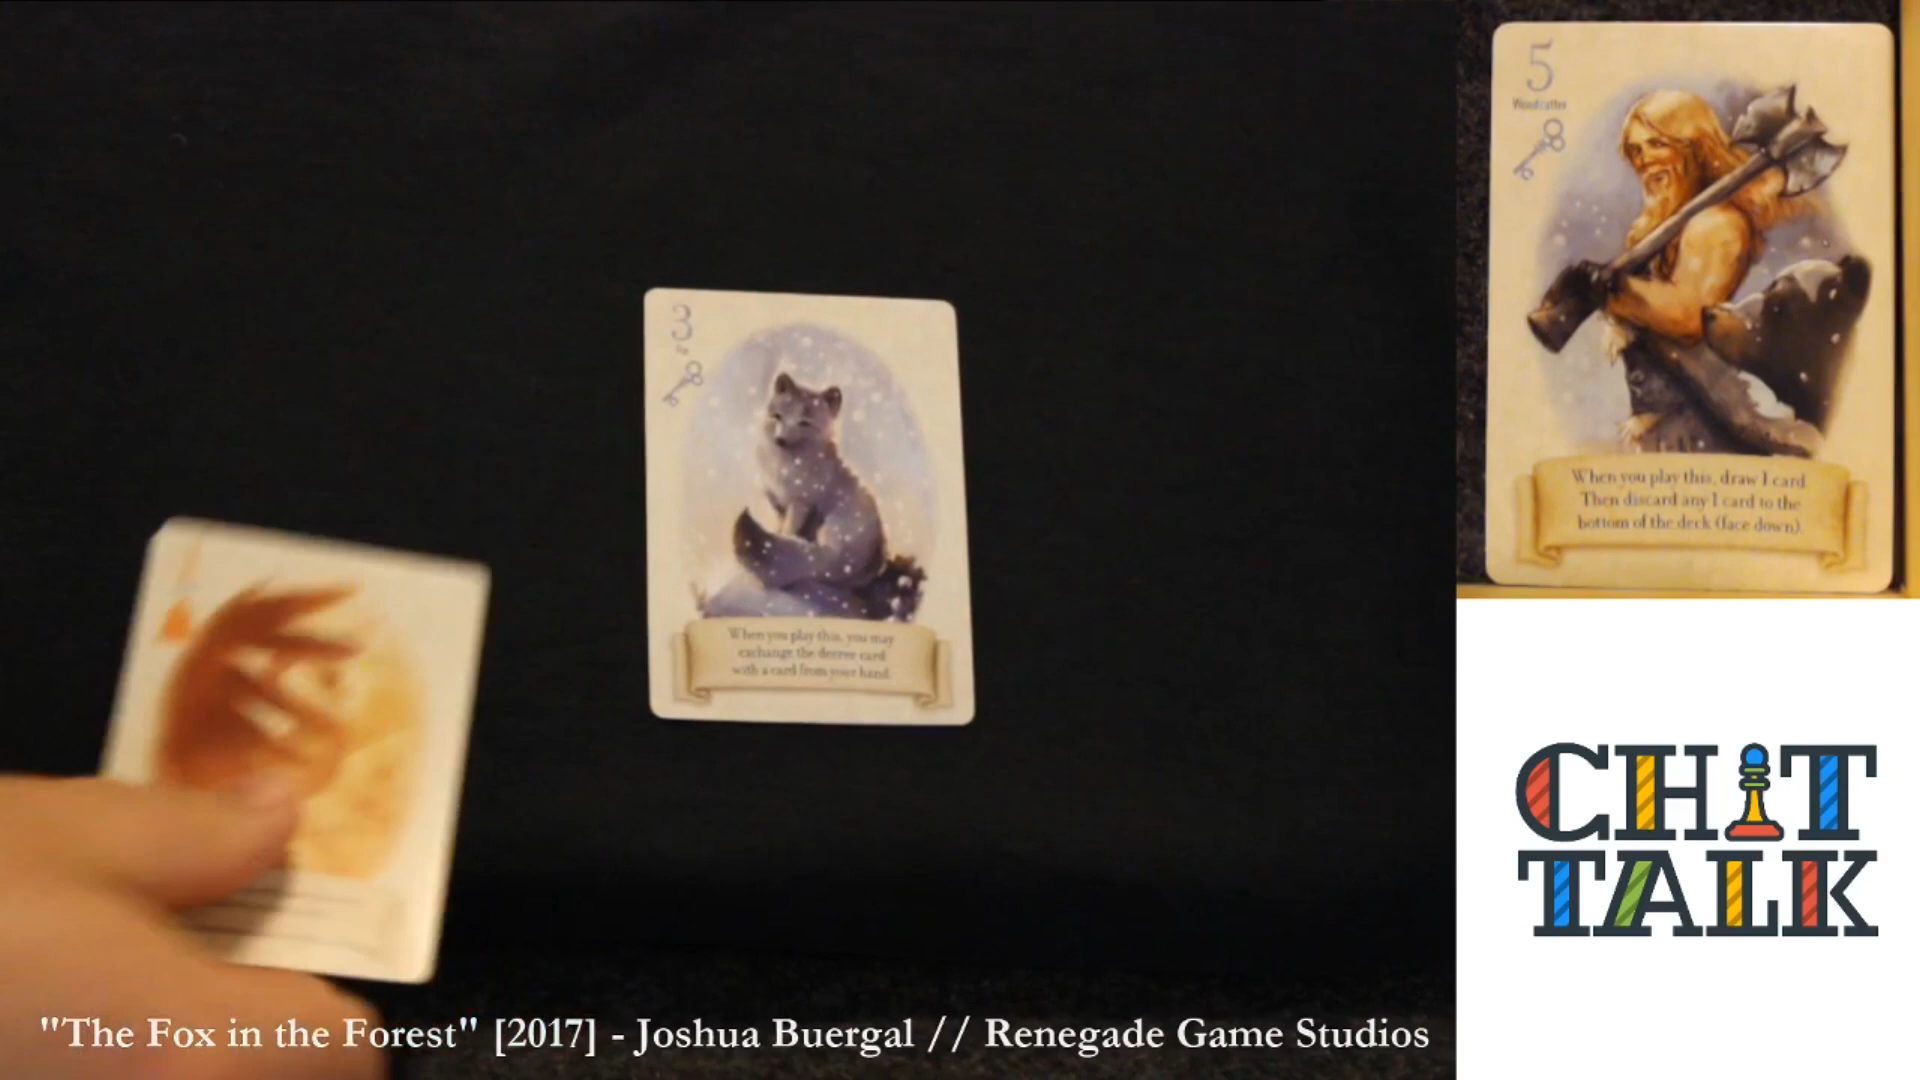 3
When you play this, you may
exchange the decree card
with a card from your hand.
5
Woodcutter
When you play this, draw 1 card.
Then discard any 1 card to the
bottom of the deck (face down).
CHIT
TALK
"The Fox in the Forest" [2017] - Joshua Buergal // Renegade Game Studios